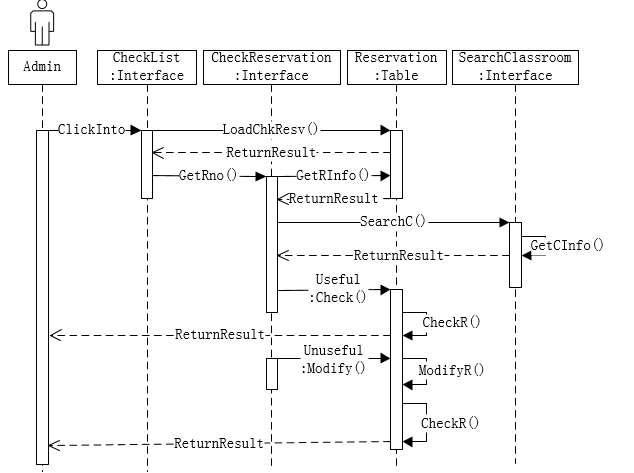 Admin
CheckList
:Interface
CheckReservation
:Interface
Reservation
:Table
SearchClassroom
:Interface
ClickInto
LoadChkResv()
ReturnResult
GetRno()
GetRInfo()
ReturnResult
SearchC()
GetCInfo()
ReturnResult
Useful
:Check()
CheckR()
ReturnResult
Unuseful
:Modify()
ModifyR()
CheckR()
ReturnResult